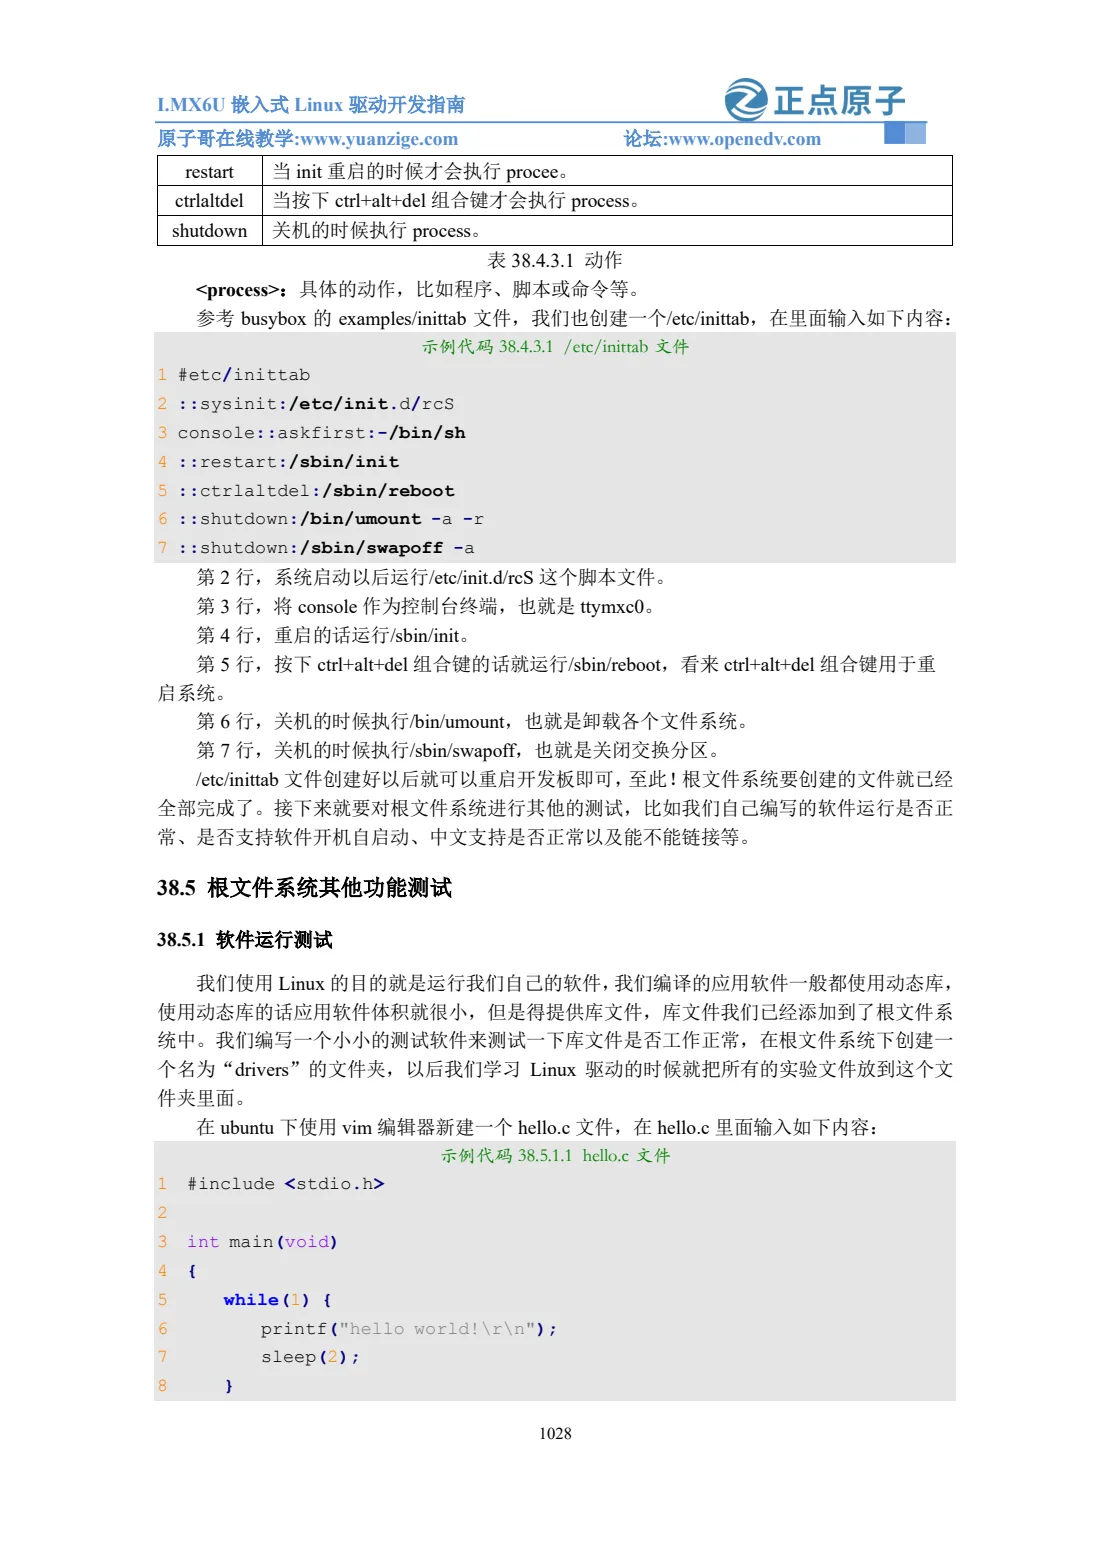 I.MX6U 嵌入式 Linux 驱动开发指南
正点原子
原子哥在线教学:www.yuanzige.com 论坛:www.openedv.com
restart 当 init 重启的时候才会执行 procee。
ctrlaltdel 当按下 ctrl+alt+del 组合键才会执行 process。
shutdown 关机的时候执行 process。
表 38.4.3.1 动作
<process>：具体的动作，比如程序、脚本或命令等。
参考 busybox 的 examples/inittab 文件，我们也创建一个/etc/inittab，在里面输入如下内容：
示例代码 38.4.3.1 /etc/inittab 文件
1 #etc/inittab
2 ::sysinit:/etc/init.d/rcS
3 console::askfirst:-/bin/sh
4 ::restart:/sbin/init
5 ::ctrlaltdel:/sbin/reboot
6 ::shutdown:/bin/umount -a -r
7 ::shutdown:/sbin/swapoff -a
第 2 行，系统启动以后运行/etc/init.d/rcS 这个脚本文件。
第 3 行，将 console 作为控制台终端，也就是 ttymxc0。
第 4 行，重启的话运行/sbin/init。
第 5 行，按下 ctrl+alt+del 组合键的话就运行/sbin/reboot，看来 ctrl+alt+del 组合键用于重
启系统。
第 6 行，关机的时候执行/bin/umount，也就是卸载各个文件系统。
第 7 行，关机的时候执行/sbin/swapoff，也就是关闭交换分区。
/etc/inittab 文件创建好以后就可以重启开发板即可，至此！根文件系统要创建的文件就已经
全部完成了。接下来就要对根文件系统进行其他的测试，比如我们自己编写的软件运行是否正
常、是否支持软件开机自启动、中文支持是否正常以及能不能链接等。
38.5 根文件系统其他功能测试
38.5.1 软件运行测试
我们使用 Linux 的目的就是运行我们自己的软件，我们编译的应用软件一般都使用动态库，
使用动态库的话应用软件体积就很小，但是得提供库文件，库文件我们已经添加到了根文件系
统中。我们编写一个小小的测试软件来测试一下库文件是否工作正常，在根文件系统下创建一
个名为“drivers”的文件夹，以后我们学习 Linux 驱动的时候就把所有的实验文件放到这个文
件夹里面。
在 ubuntu 下使用 vim 编辑器新建一个 hello.c 文件，在 hello.c 里面输入如下内容：
示例代码 38.5.1.1 hello.c 文件
1 #include <stdio.h>
2
3 int main(void)
4 {
5 while(1) {
6 printf("hello world!\r\n");
7 sleep(2);
8 }
1028